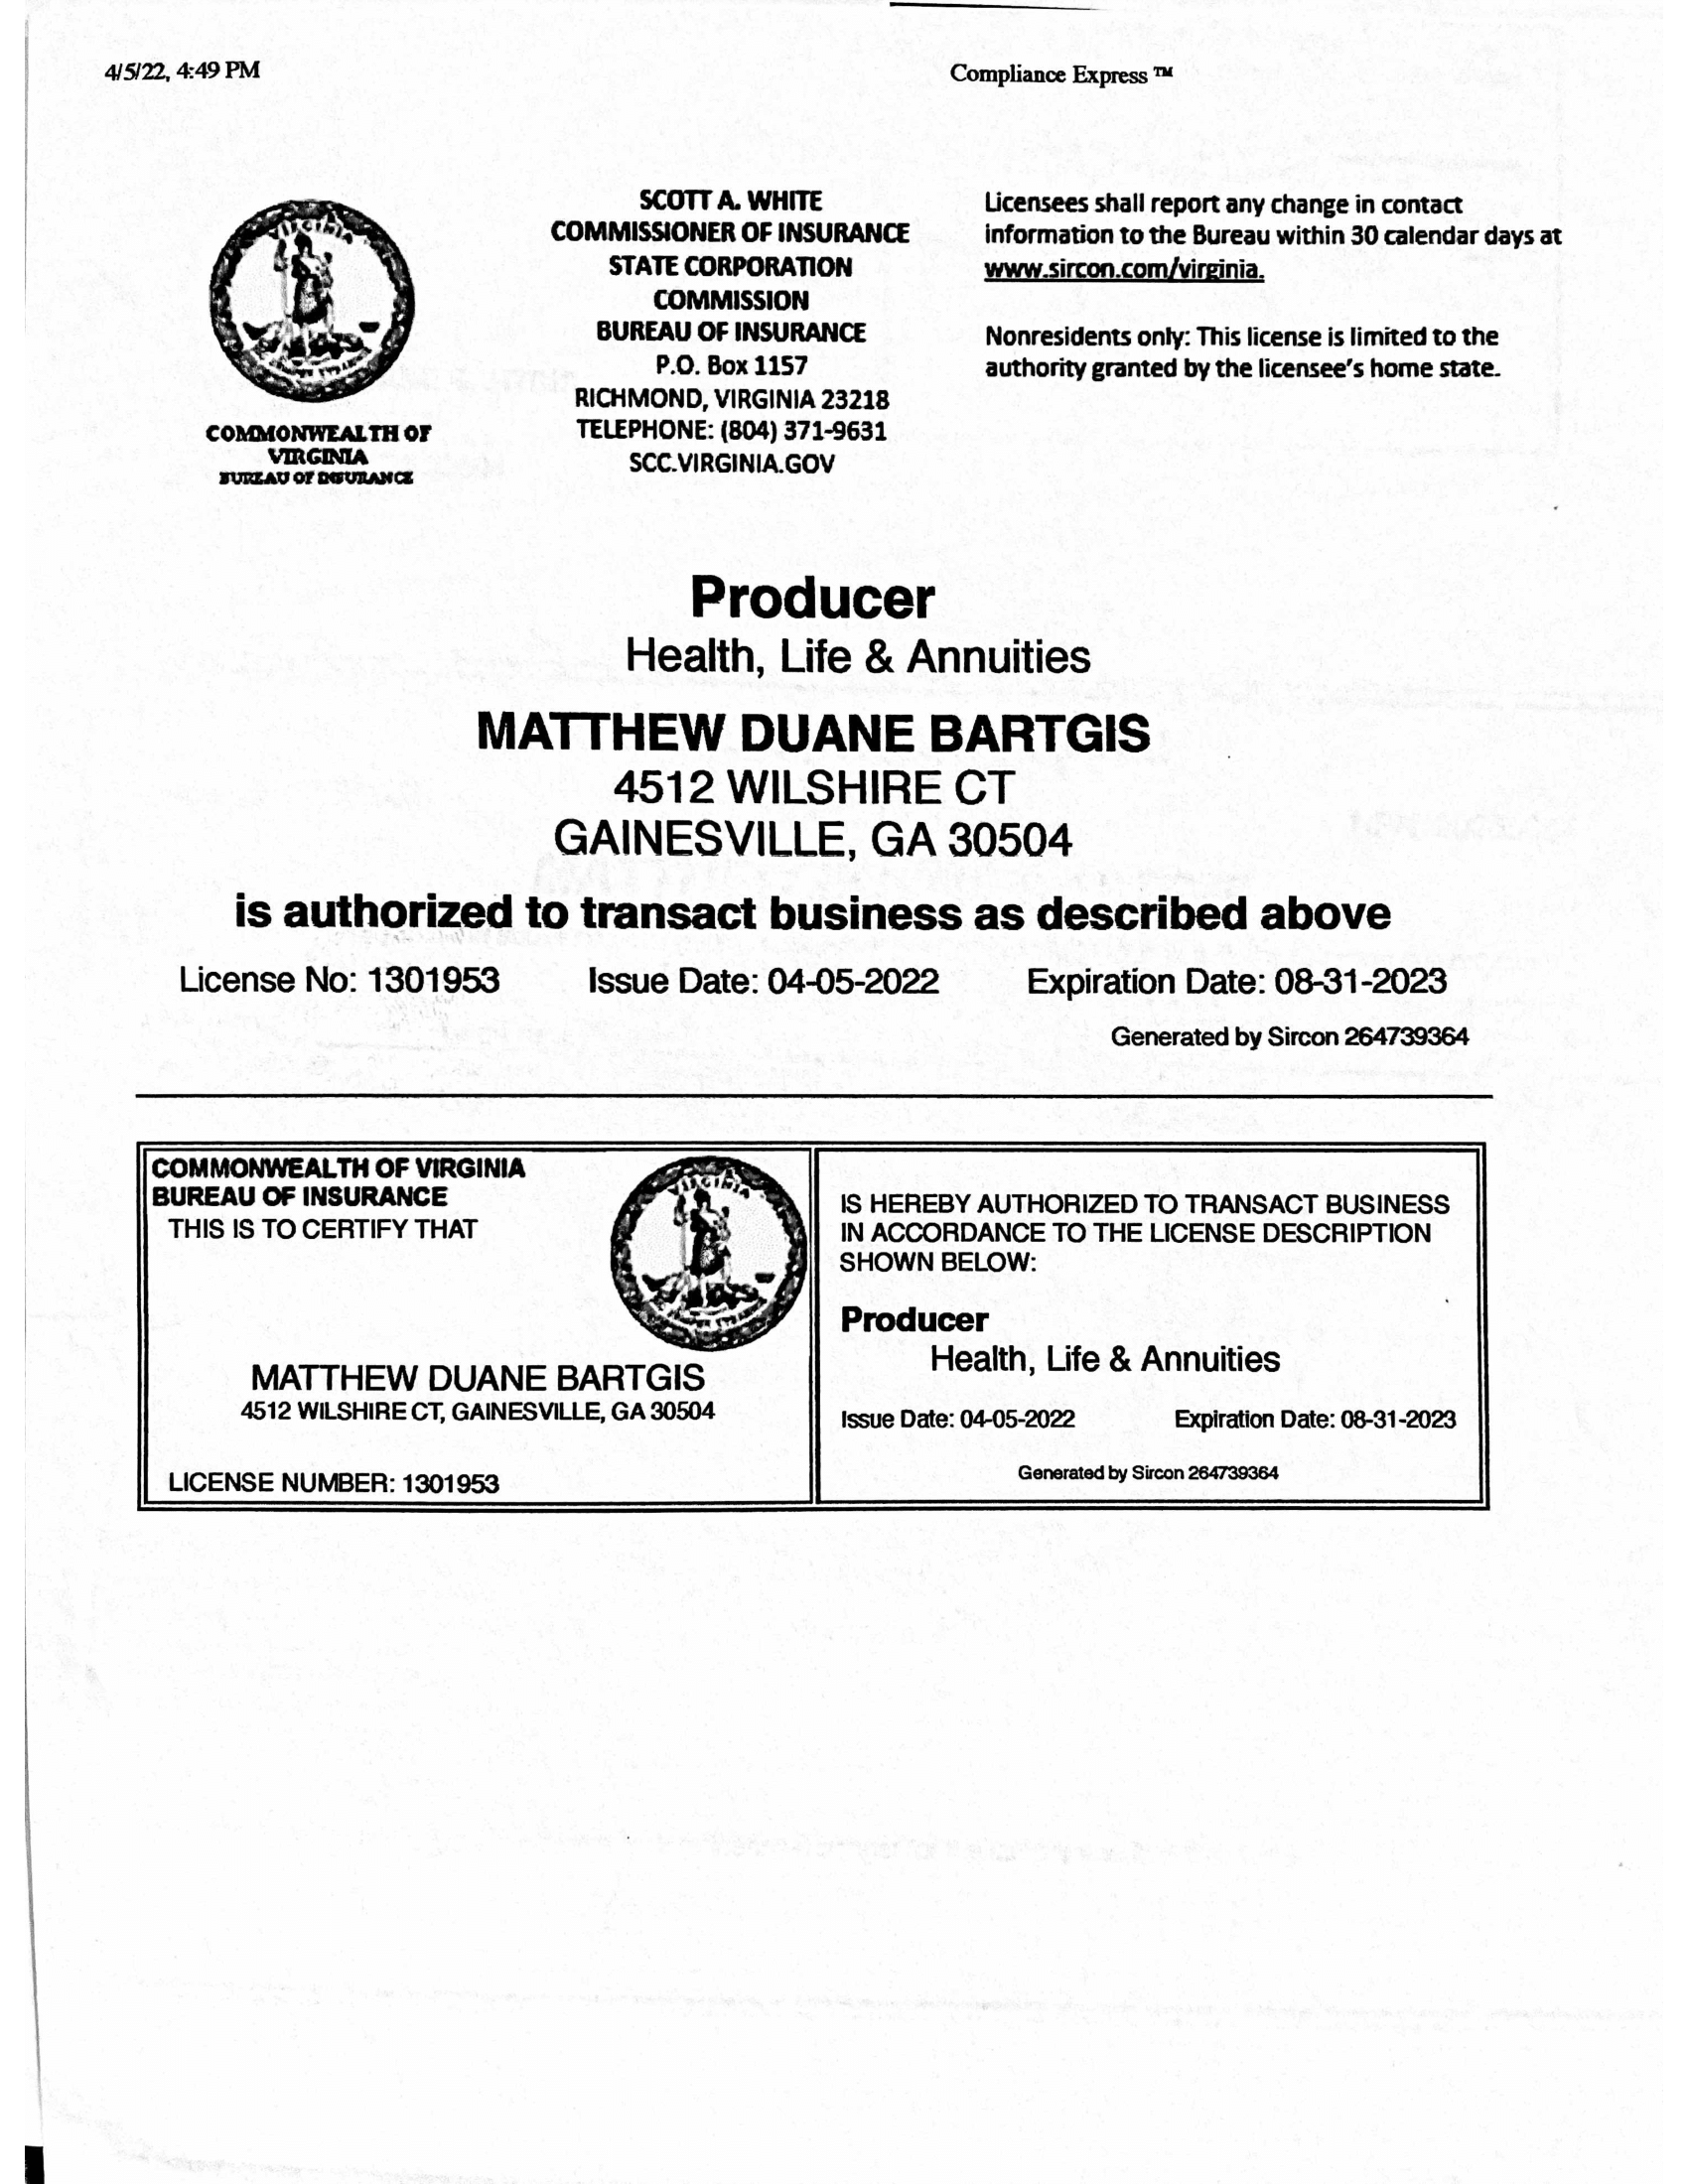 4/5/22, 4:49 PM
Compliance Express ™
COMMONWEALTH OF
VIRGINIA
BUREAU OF INSURANCE
SCOTT A. WHITE
COMMISSIONER OF INSURANCE
STATE CORPORATION
COMMISSION
BUREAU OF INSURANCE
P.O. Box 1157
RICHMOND, VIRGINIA 23218
TELEPHONE: (804) 371-9631
SCC.VIRGINIA.GOV
Licensees shall report any change in contact
information to the Bureau within 30 calendar days at
www.sircon.com/virginia.
Nonresidents only: This license is limited to the
authority granted by the licensee's home state.
Producer
Health, Life & Annuities
MATTHEW DUANE BARTGIS
4512 WILSHIRE CT
GAINESVILLE, GA 30504
is authorized to transact business as described above
License No: 1301953 Issue Date: 04-05-2022 Expiration Date: 08-31-2023
Generated by Sircon 264739364
COMMONWEALTH OF VIRGINIA
BUREAU OF INSURANCE
THIS IS TO CERTIFY THAT
MATTHEW DUANE BARTGIS
4512 WILSHIRE CT, GAINESVILLE, GA 30504
LICENSE NUMBER: 1301953
IS HEREBY AUTHORIZED TO TRANSACT BUSINESS
IN ACCORDANCE TO THE LICENSE DESCRIPTION
SHOWN BELOW:
Producer
Health, Life & Annuities
Issue Date: 04-05-2022 Expiration Date: 08-31-2023
Generated by Sircon 264739364